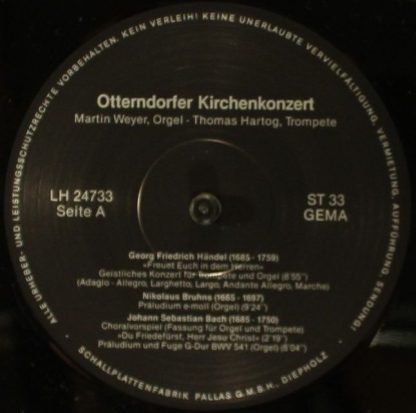 ALLE URHEBER- UND LEISTUNGSSCHUTZRECHTE VORBEHALTEN. KEIN VERLEIH! KEINE UNERLAUBTE VERVIELFÄLTIGUNG, VERMIETUNG, AUFFÜHRUNG, SENDUNG!
Otterndorfer Kirchenkonzert
Martin Weyer, Orgel - Thomas Hartog, Trompete
LH 24733
Seite A
ST 33
GEMA
Georg Friedrich Händel (1685 - 1759)
»Freuet Euch in dem Herren«
Geistliches Konzert für Trompete und Orgel (8'55'')
(Adagio - Allegro, Larghetto, Largo, Andante Allegro, Marche)
Nikolaus Bruhns (1665 - 1697)
Präludium e-moll (Orgel) (9'24'')
Johann Sebastian Bach (1685 - 1750)
Choralvorspiel (Fassung für Orgel und Trompete)
»Du Friedefürst, Herr Jesu Christ« (2'19'')
Präludium und Fuge G-Dur BWV 541 (Orgel) (8'04'')
SCHALLPLATTENFABRIK PALLAS G.M.B.H., DIEPHOLZ